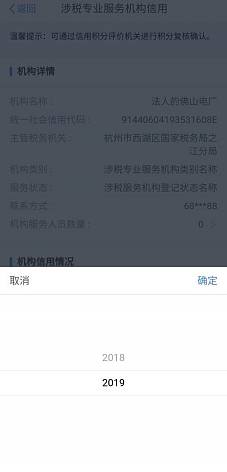 返回 涉税专业服务机构信用
温馨提示：可通过信用积分评价机关进行积分复核确认。
机构详情
机构名称： 法人的佛山电厂
统一社会信用代码： 91440604193531608E
主管税务机关： 杭州市西湖区国家税务局之
江分局
机构类别： 涉税专业服务机构类别名称
服务状态： 涉税服务机构登记状态名称
联系方式： 68***88
机构服务人员数量： 0
机构信用情况
取消 确定
2018
2019